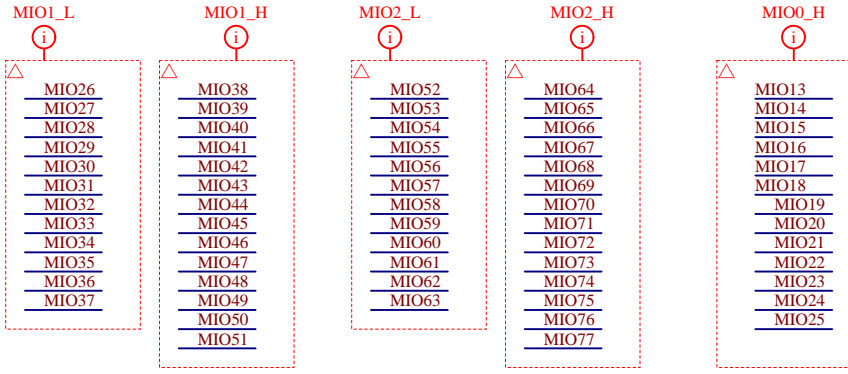 MIO1_L
i
MIO26
MIO27
MIO28
MIO29
MIO30
MIO31
MIO32
MIO33
MIO34
MIO35
MIO36
MIO37
MIO1_H
i
MIO38
MIO39
MIO40
MIO41
MIO42
MIO43
MIO44
MIO45
MIO46
MIO47
MIO48
MIO49
MIO50
MIO51
MIO2_L
i
MIO52
MIO53
MIO54
MIO55
MIO56
MIO57
MIO58
MIO59
MIO60
MIO61
MIO62
MIO63
MIO2_H
i
MIO64
MIO65
MIO66
MIO67
MIO68
MIO69
MIO70
MIO71
MIO72
MIO73
MIO74
MIO75
MIO76
MIO77
MIO0_H
i
MIO13
MIO14
MIO15
MIO16
MIO17
MIO18
MIO19
MIO20
MIO21
MIO22
MIO23
MIO24
MIO25